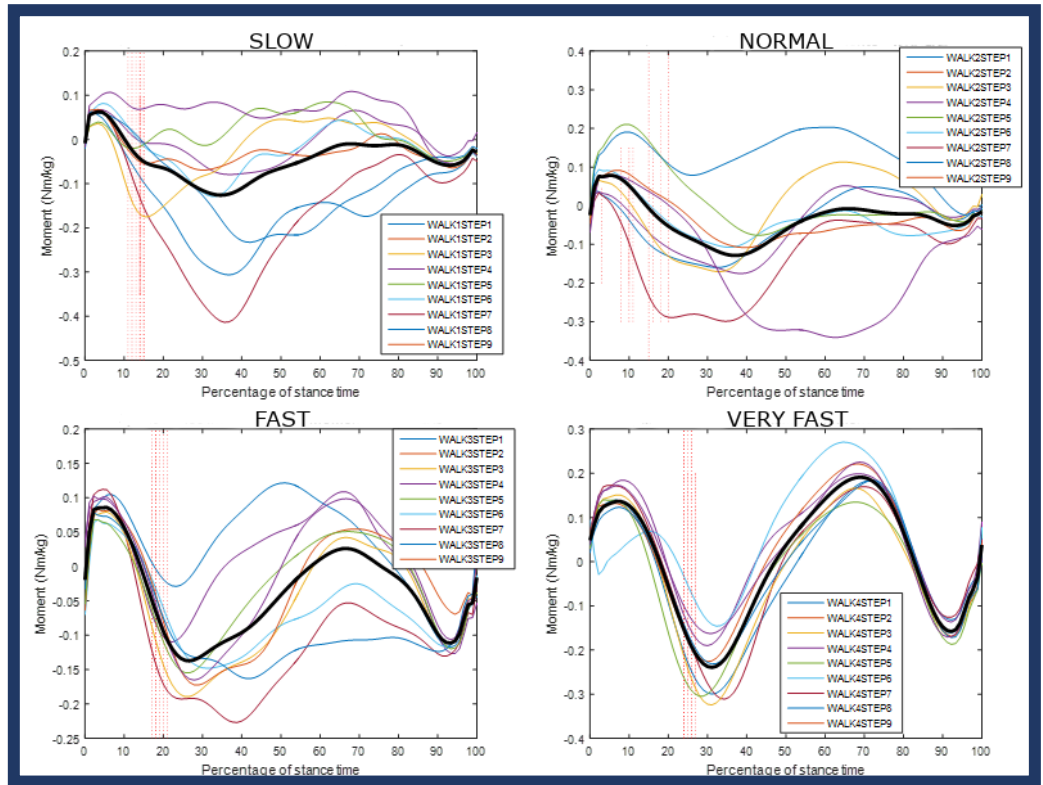 SLOW
Moment (Nm/kg)
0.2
0.1
0
-0.1
-0.2
-0.3
-0.4
-0.5
0 10 20 30 40 50 60 70 80 90 100
Percentage of stance time
WALK1STEP1
WALK1STEP2
WALK1STEP3
WALK1STEP4
WALK1STEP5
WALK1STEP6
WALK1STEP7
WALK1STEP8
WALK1STEP9
NORMAL
Moment (Nm/kg)
0.4
0.3
0.2
0.1
0
-0.1
-0.2
-0.3
-0.4
0 10 20 30 40 50 60 70 80 90 100
Percentage of stance time
WALK2STEP1
WALK2STEP2
WALK2STEP3
WALK2STEP4
WALK2STEP5
WALK2STEP6
WALK2STEP7
WALK2STEP8
WALK2STEP9
FAST
Moment (Nm/kg)
0.2
0.15
0.1
0.05
0
-0.05
-0.1
-0.15
-0.2
-0.25
0 10 20 30 40 50 60 70 80 90 100
Percentage of stance time
WALK3STEP1
WALK3STEP2
WALK3STEP3
WALK3STEP4
WALK3STEP5
WALK3STEP6
WALK3STEP7
WALK3STEP8
WALK3STEP9
VERY FAST
Moment (Nm/kg)
0.3
0.2
0.1
0
-0.1
-0.2
-0.3
-0.4
0 10 20 30 40 50 60 70 80 90 100
Percentage of stance time
WALK4STEP1
WALK4STEP2
WALK4STEP3
WALK4STEP4
WALK4STEP5
WALK4STEP6
WALK4STEP7
WALK4STEP8
WALK4STEP9